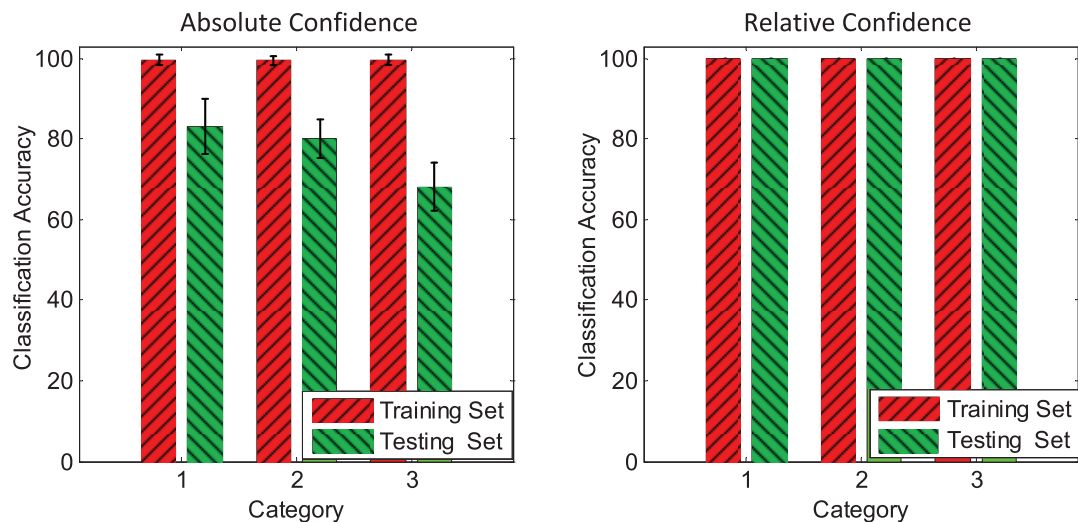 Absolute Confidence
100
80
60
40
20
0
Classification Accuracy
1 2 3
Category
Training Set
Testing Set
Relative Confidence
100
80
60
40
20
0
Classification Accuracy
1 2 3
Category
Training Set
Testing Set